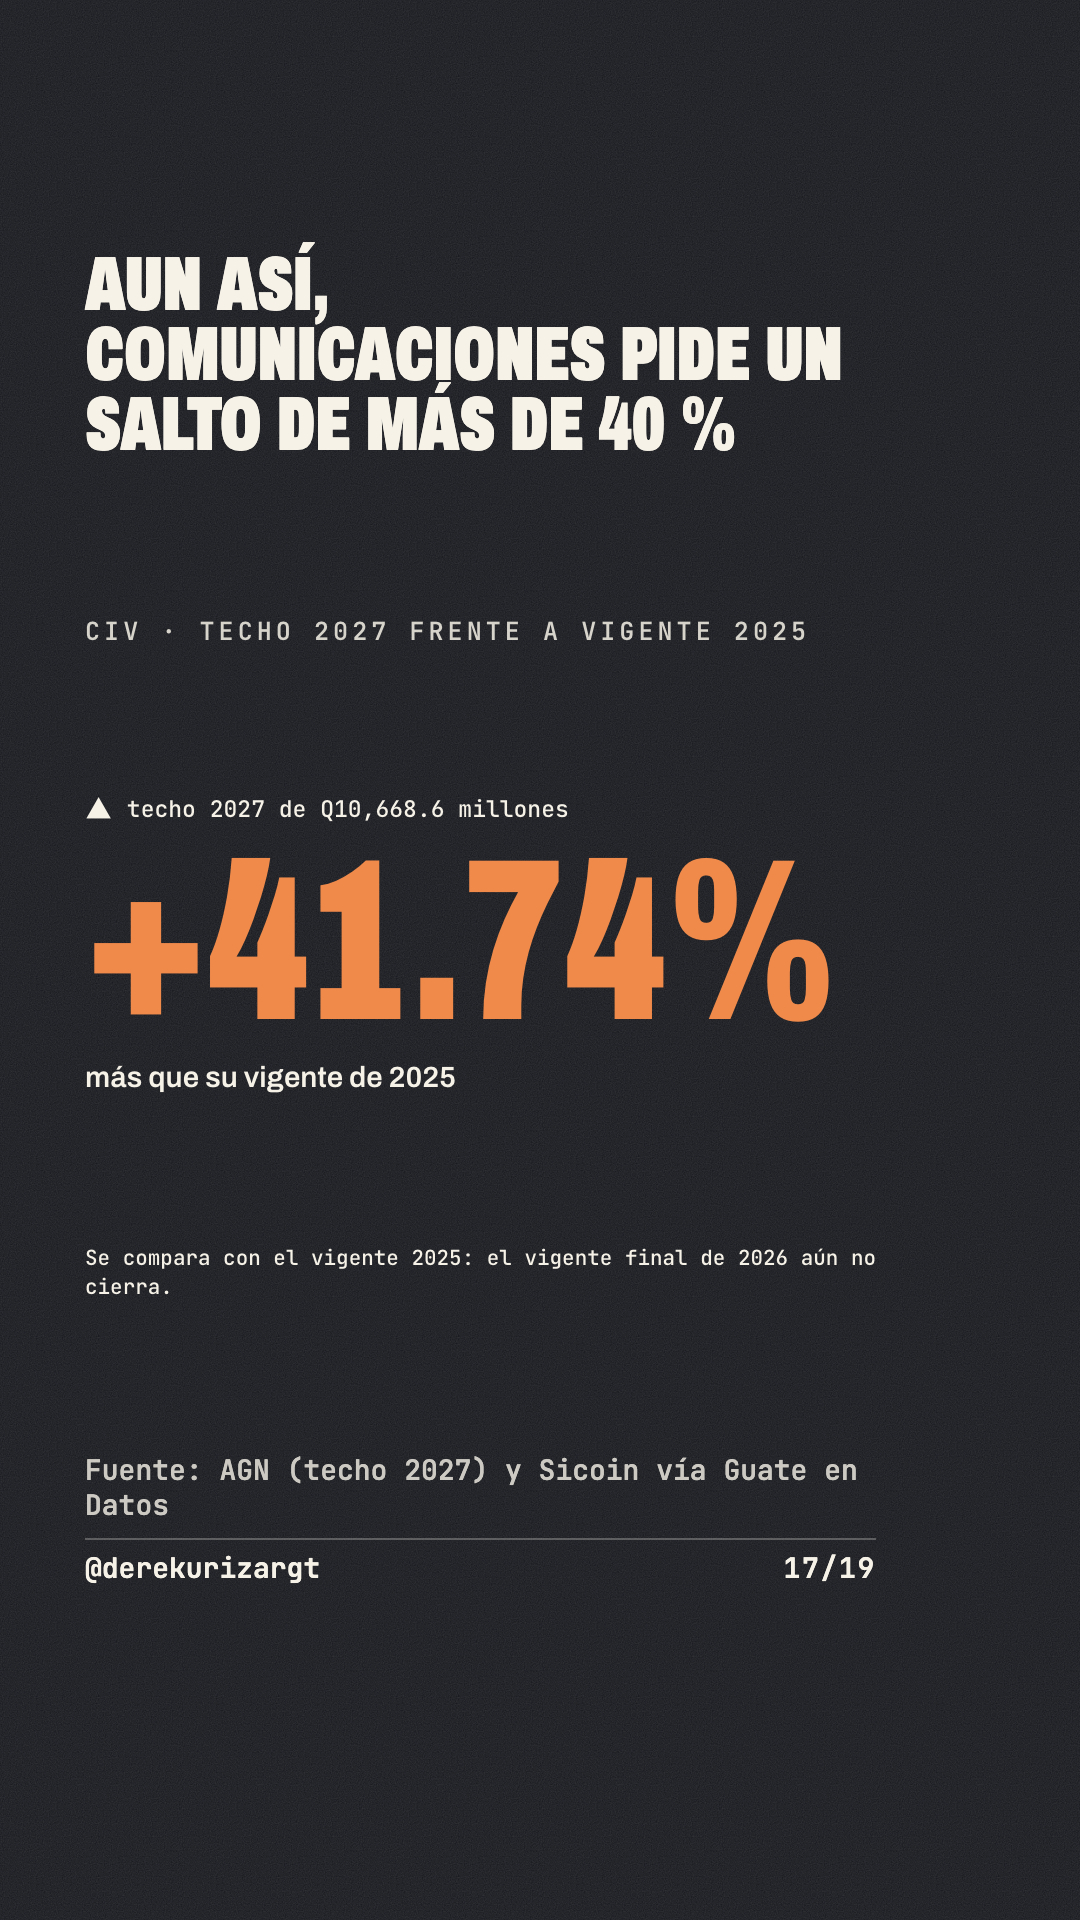 AUN ASÍ,
COMUNICACIONES PIDE UN
SALTO DE MÁS DE 40 %
CIV · TECHO 2027 FRENTE A VIGENTE 2025
▲ techo 2027 de Q10,668.6 millones
+41.74%
más que su vigente de 2025
Se compara con el vigente 2025: el vigente final de 2026 aún no
cierra.
Fuente: AGN (techo 2027) y Sicoin vía Guate en
Datos
@derekurizargt 17/19